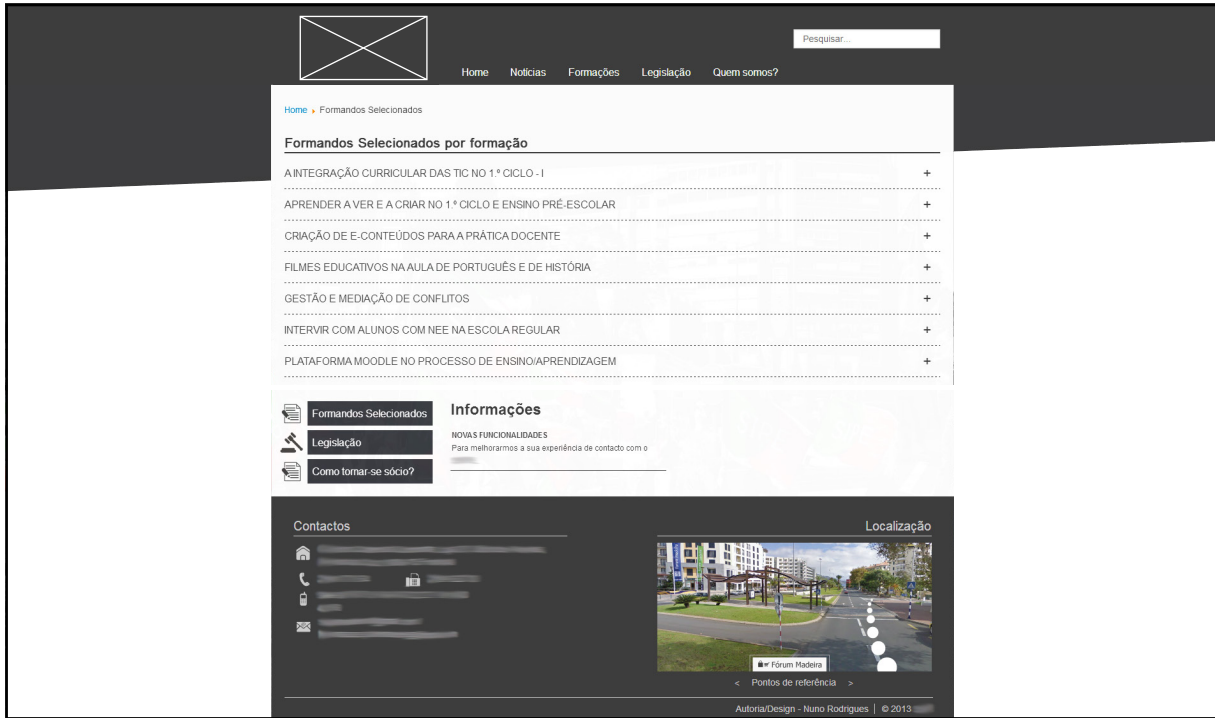 Pesquisar...
Home Notícias Formações Legislação Quem somos?
Home Formandos Selecionados
Formandos Selecionados por formação
A INTEGRAÇÃO CURRICULAR DAS TIC NO 1.º CICLO - I +
APRENDER A VER E A CRIAR NO 1.º CICLO E ENSINO PRÉ-ESCOLAR +
CRIAÇÃO DE E-CONTEÚDOS PARA A PRÁTICA DOCENTE +
FILMES EDUCATIVOS NA AULA DE PORTUGUÊS E DE HISTÓRIA +
GESTÃO E MEDIAÇÃO DE CONFLITOS +
INTERVIR COM ALUNOS COM NEE NA ESCOLA REGULAR +
PLATAFORMA MOODLE NO PROCESSO DE ENSINO/APRENDIZAGEM +
Formandos Selecionados
Legislação
Como tornar-se sócio?
Informações
NOVAS FUNCIONALIDADES
Para melhorarmos a sua experiência de contacto com o
Contactos
Localização
Fórum Madeira
< Pontos de referência >
Autoria/Design - Nuno Rodrigues | © 2013